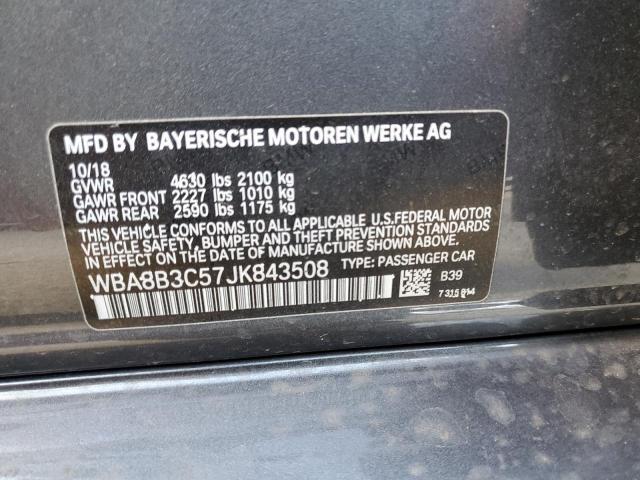 MFD BY BAYERISCHE MOTOREN WERKE AG
10/18
GVWR 4630 lbs 2100 kg
GAWR FRONT 2227 lbs 1010 kg
GAWR REAR 2590 lbs 1175 kg
THIS VEHICLE CONFORMS TO ALL APPLICABLE U.S.FEDERAL MOTOR
VEHICLE SAFETY, BUMPER AND THEFT PREVENTION STANDARDS
IN EFFECT ON THE DATE OF MANUFACTURE SHOWN ABOVE.
WBA8B3C57JK843508 TYPE: PASSENGER CAR
B39